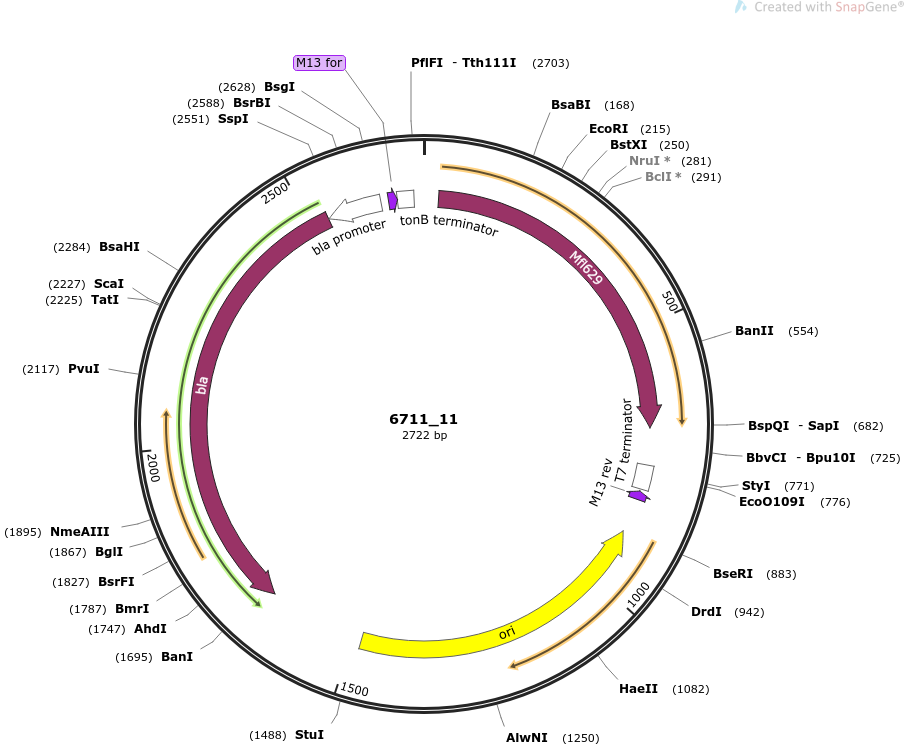 Created with SnapGene®
M13 for
PflFI - Tth111I (2703)
(2628) BsgI
(2588) BsrBI
(2551) SspI
BsaBI (168)
EcoRI (215)
BstXI (250)
NruI * (281)
BclI * (291)
2500
bla promoter
tonB terminator
Mfl629
500
(2284) BsaHI
(2227) ScaI
(2225) TatI
BanII (554)
(2117) PvuI
bla
6711_11
2722 bp
T7 terminator
M13 rev
BspQI - SapI (682)
BbvCI - Bpu10I (725)
StyI (771)
EcoO109I (776)
2000
(1895) NmeAIII
(1867) BglI
(1827) BsrFI
(1787) BmrI
(1747) AhdI
(1695) BanI
BseRI (883)
1000
DrdI (942)
ori
HaeII (1082)
1500
(1488) StuI
AlwNI (1250)